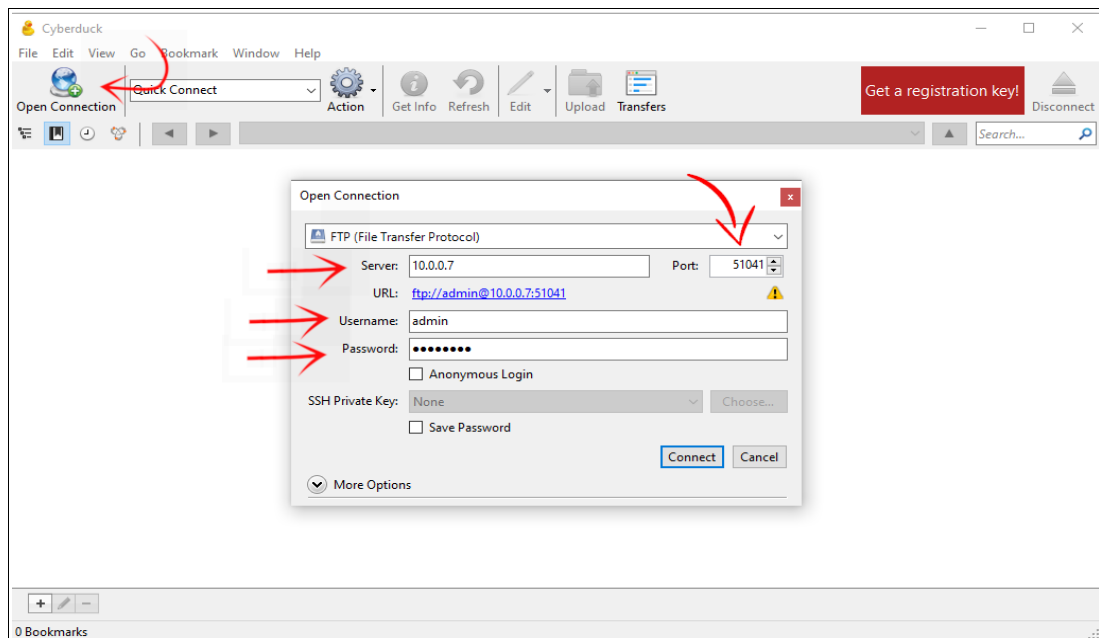 Cyberduck
File Edit View Go Bookmark Window Help
Open Connection
Quick Connect
Action
Get Info
Refresh
Edit
Upload
Transfers
Get a registration key!
Disconnect
Search...
Open Connection
x
FTP (File Transfer Protocol)
Server: 10.0.0.7 Port: 51041
URL: ftp://admin@10.0.0.7:51041
Username: admin
Password: ••••••••
Anonymous Login
SSH Private Key: None Choose...
Save Password
Connect Cancel
More Options
0 Bookmarks